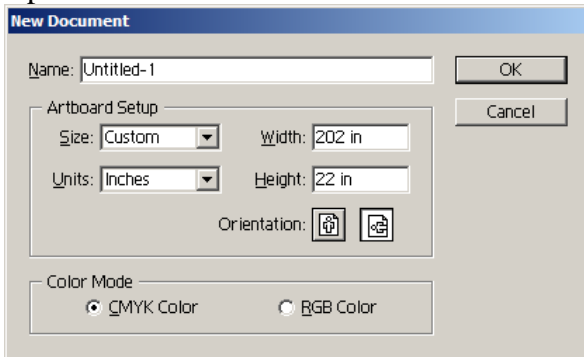 New Document
Name: Untitled-1
OK
Artboard Setup
Cancel
Size: Custom Width: 202 in
Units: Inches Height: 22 in
Orientation:
Color Mode
CMYK Color RGB Color